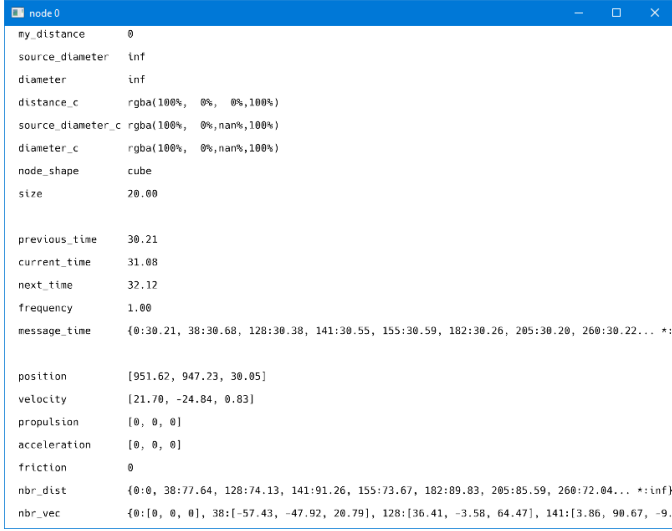 node 0
my_distance 0
source_diameter inf
diameter inf
distance_c rgba(100%, 0%, 0%,100%)
source_diameter_c rgba(100%, 0%,nan%,100%)
diameter_c rgba(100%, 0%,nan%,100%)
node_shape cube
size 20.00
previous_time 30.21
current_time 31.08
next_time 32.12
frequency 1.00
message_time {0:30.21, 38:30.68, 128:30.38, 141:30.55, 155:30.59, 182:30.26, 205:30.20, 260:30.22... *:
position [951.62, 947.23, 30.05]
velocity [21.70, -24.84, 0.83]
propulsion [0, 0, 0]
acceleration [0, 0, 0]
friction 0
nbr_dist {0:0, 38:77.64, 128:74.13, 141:91.26, 155:73.67, 182:89.83, 205:85.59, 260:72.04... *:inf}
nbr_vec {0:[0, 0, 0], 38:[-57.43, -47.92, 20.79], 128:[36.41, -3.58, 64.47], 141:[3.86, 90.67, -9.